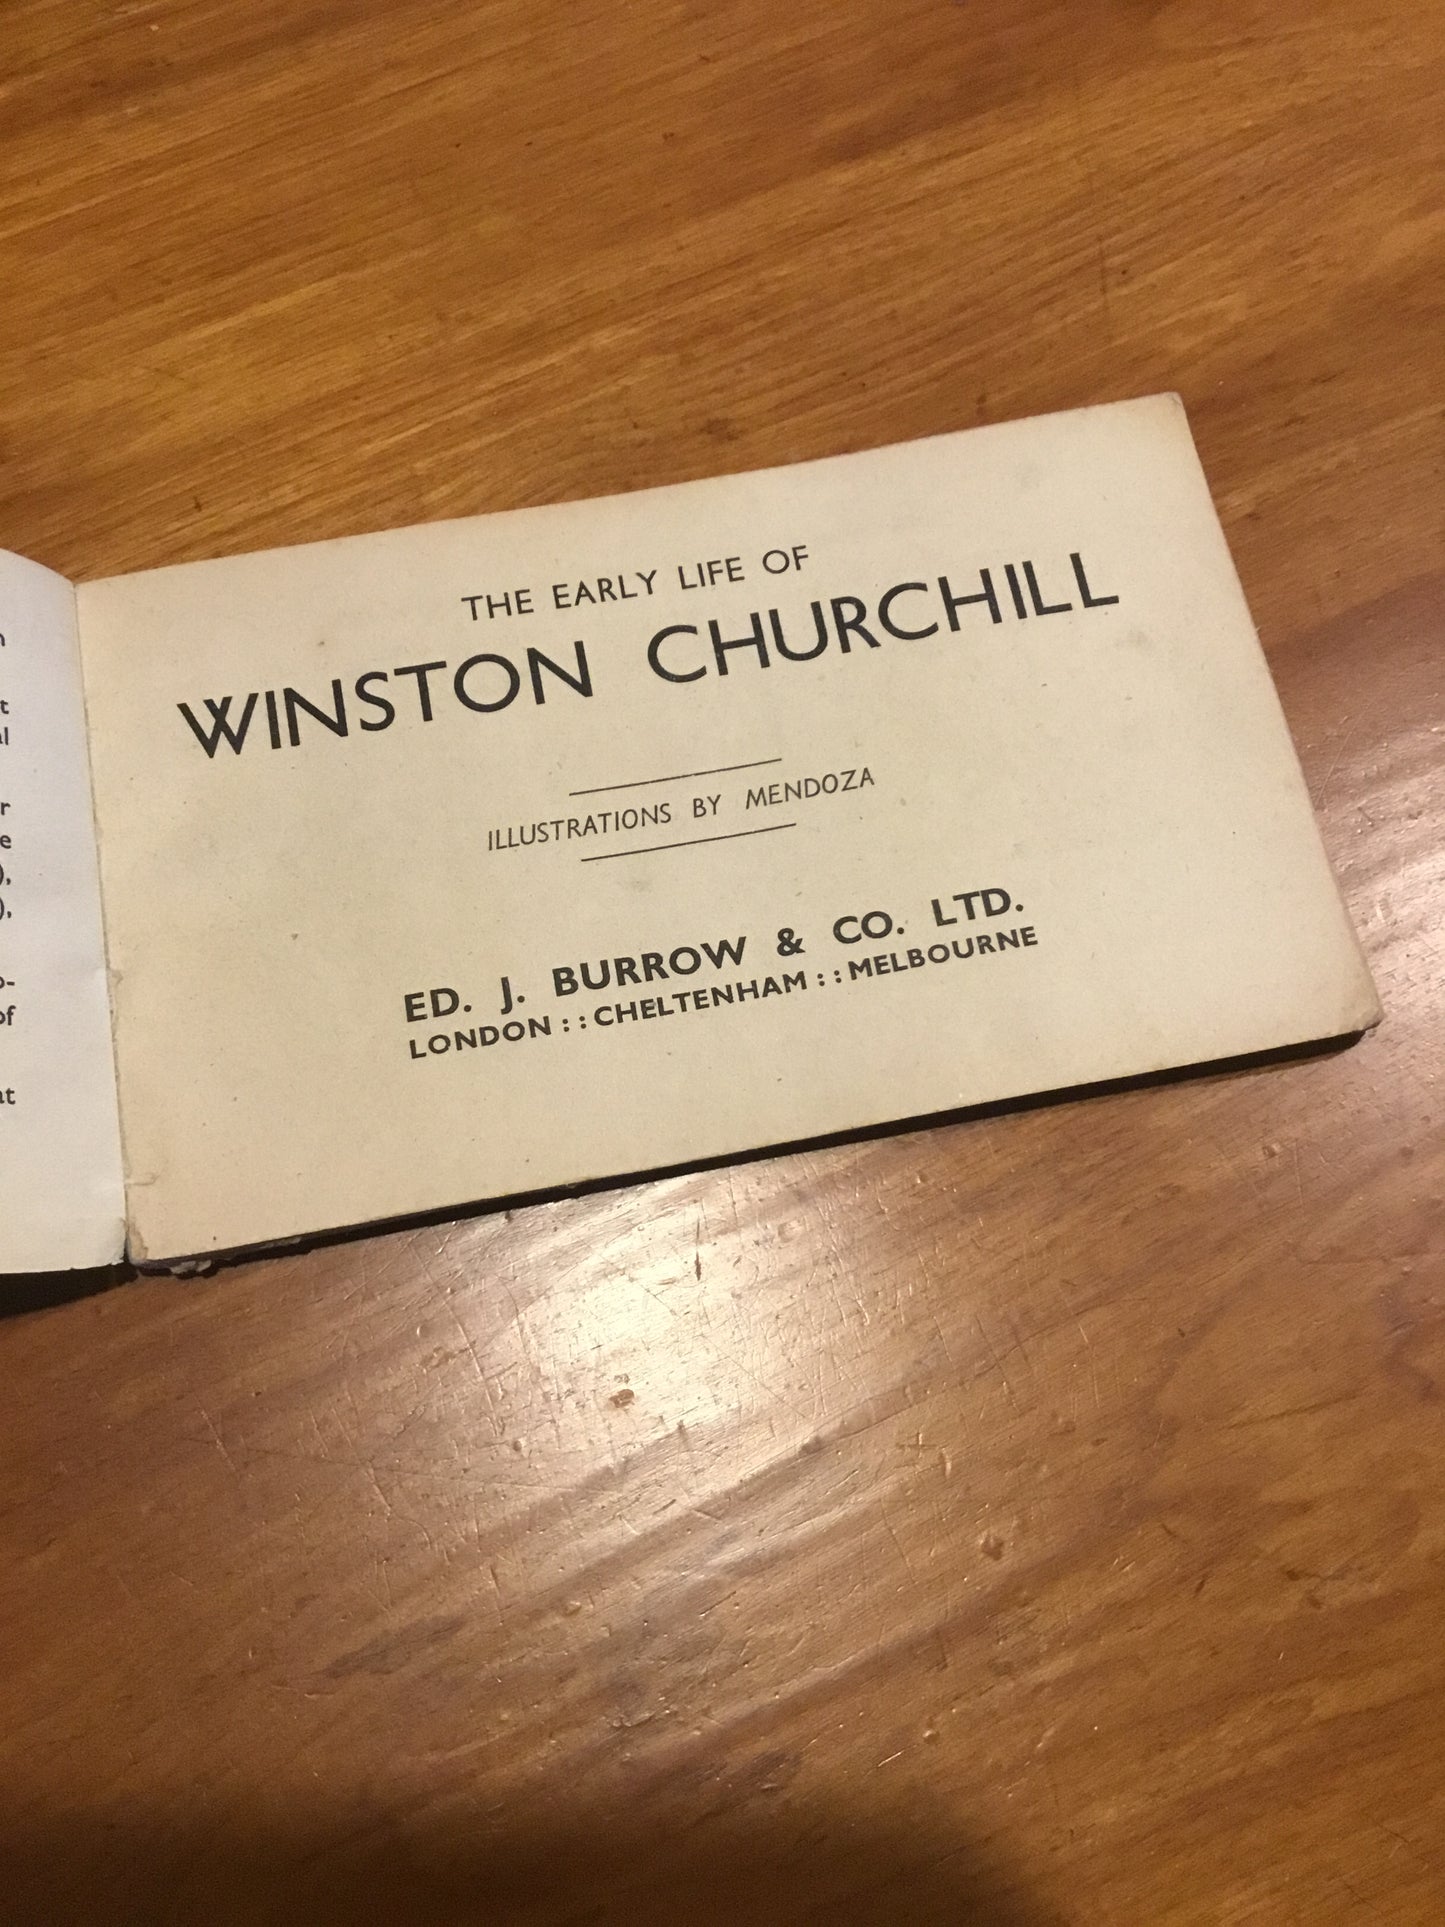 THE EARLY LIFE OF
WINSTON CHURCHILL
ILLUSTRATIONS BY MENDOZA
ED. J. BURROW & CO. LTD.
LONDON : : CHELTENHAM : : MELBOURNE